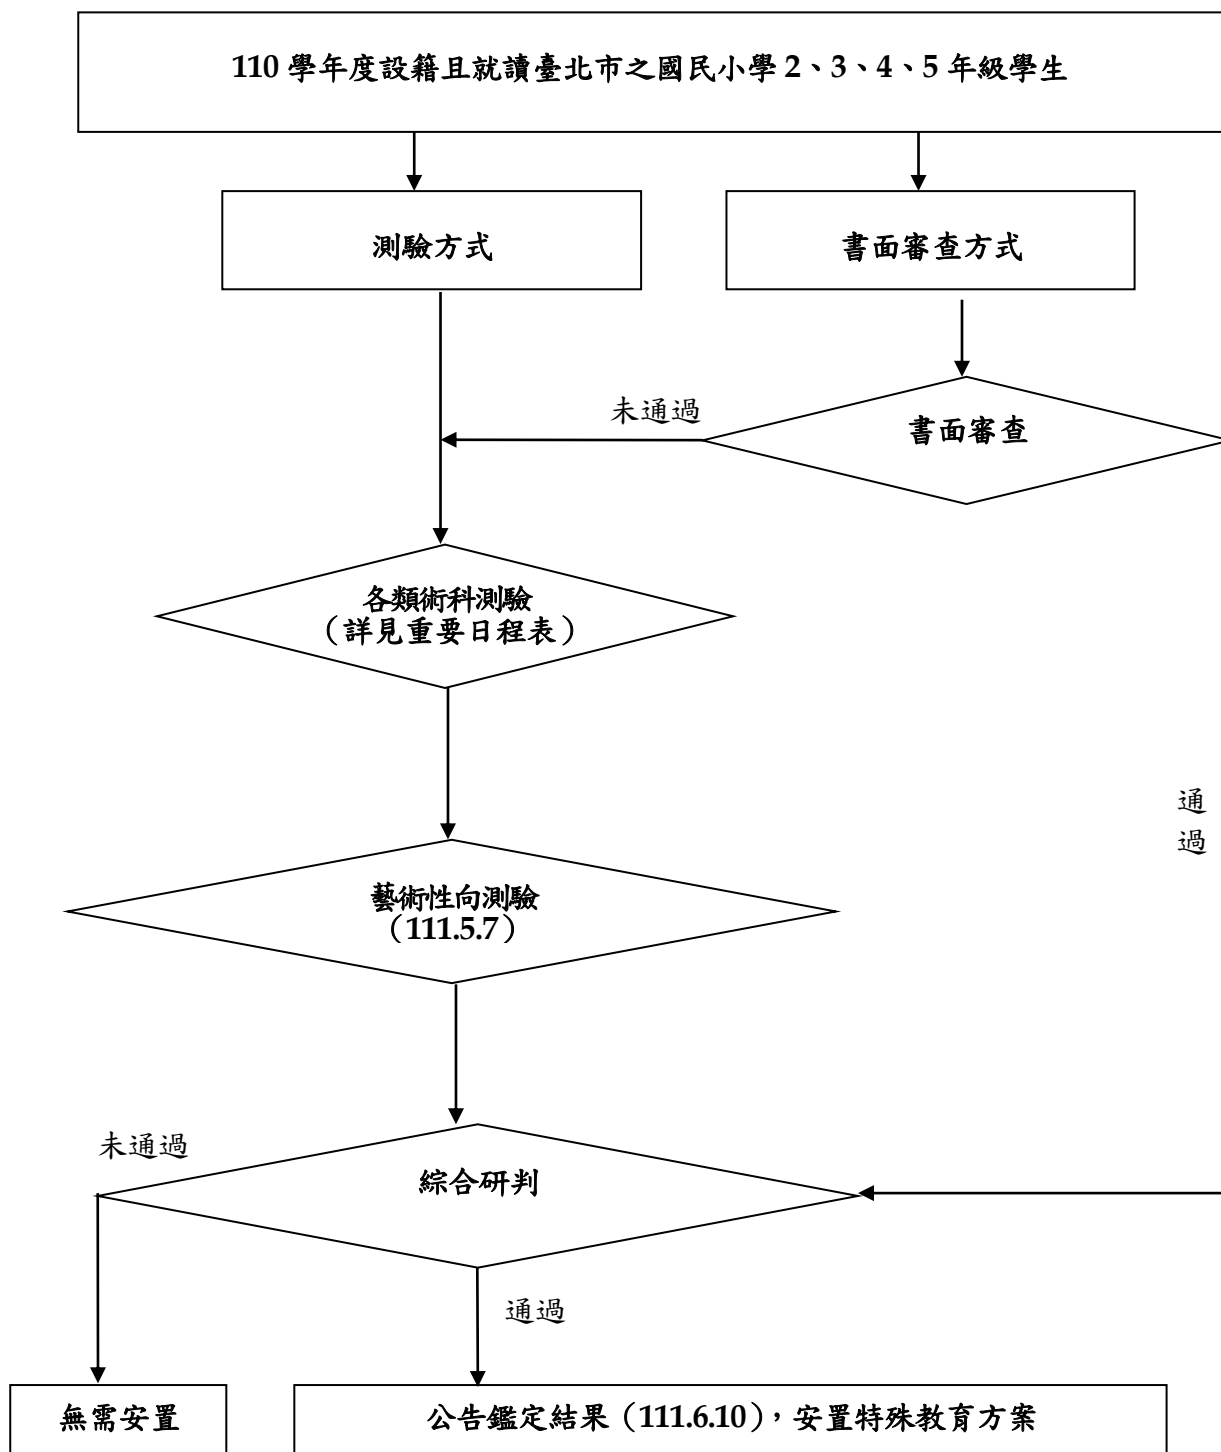 110 學年度設籍且就讀臺北市之國民小學 2、3、4、5 年級學生
測驗方式
書面審查方式
未通過
書面審查
各類術科測驗
（詳見重要日程表）
通
過
藝術性向測驗
（111.5.7）
未通過
綜合研判
通過
無需安置
公告鑑定結果（111.6.10），安置特殊教育方案